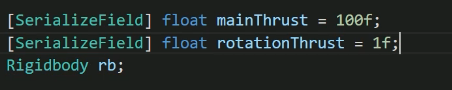 [SerializeField] float mainThrust = 100f;
[SerializeField] float rotationThrust = 1f;
Rigidbody rb;